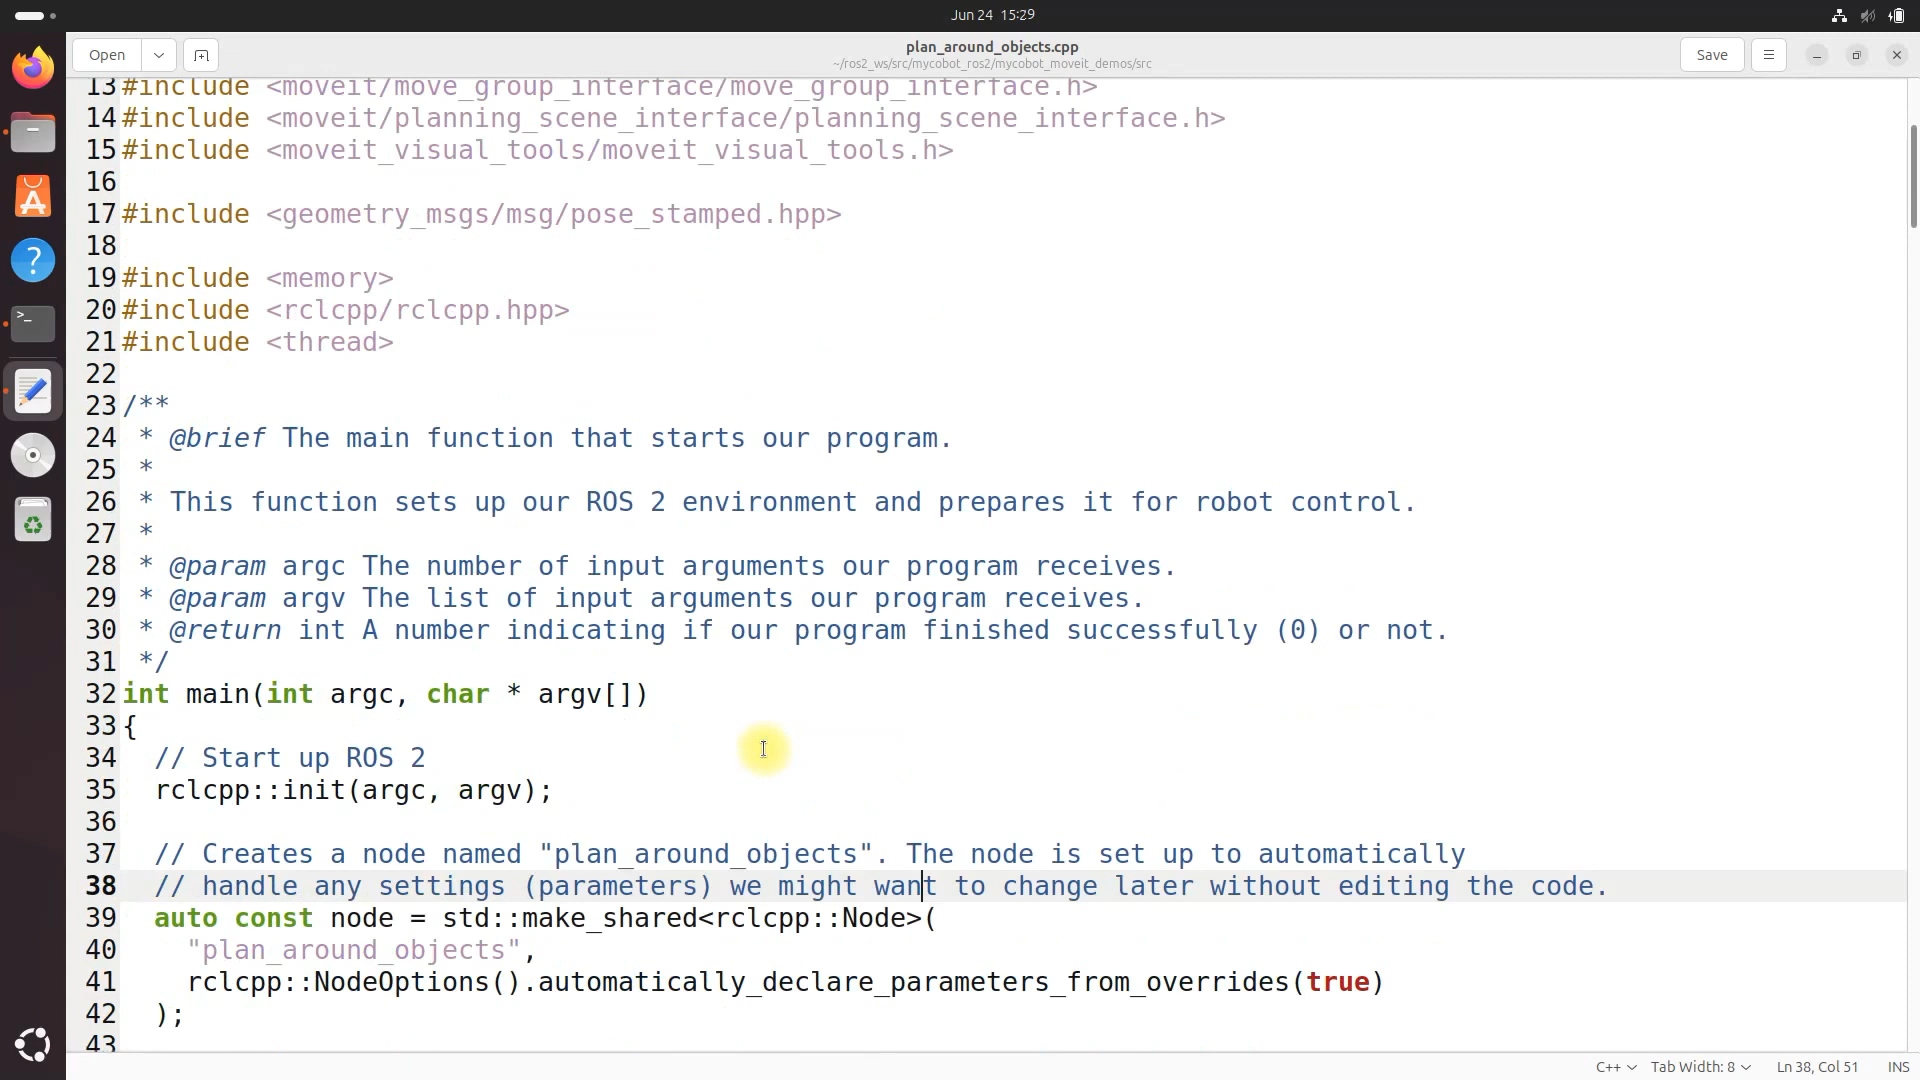 Jun 24 15:29
Open
plan_around_objects.cpp
~/ros2_ws/src/mycobot_ros2/mycobot_moveit_demos/src
Save
13 #include <moveit/move_group_interface/move_group_interface.h>
14 #include <moveit/planning_scene_interface/planning_scene_interface.h>
15 #include <moveit_visual_tools/moveit_visual_tools.h>
16
17 #include <geometry_msgs/msg/pose_stamped.hpp>
18
19 #include <memory>
20 #include <rclcpp/rclcpp.hpp>
21 #include <thread>
22
23 /**
24  * @brief The main function that starts our program.
25  *
26  * This function sets up our ROS 2 environment and prepares it for robot control.
27  *
28  * @param argc The number of input arguments our program receives.
29  * @param argv The list of input arguments our program receives.
30  * @return int A number indicating if our program finished successfully (0) or not.
31  */
32 int main(int argc, char * argv[])
33 {
34   // Start up ROS 2
35   rclcpp::init(argc, argv);
36
37   // Creates a node named "plan_around_objects". The node is set up to automatically
38   // handle any settings (parameters) we might want to change later without editing the code.
39   auto const node = std::make_shared<rclcpp::Node>(
40     "plan_around_objects",
41     rclcpp::NodeOptions().automatically_declare_parameters_from_overrides(true)
42   );
43
C++ Tab Width: 8 Ln 38, Col 51 INS